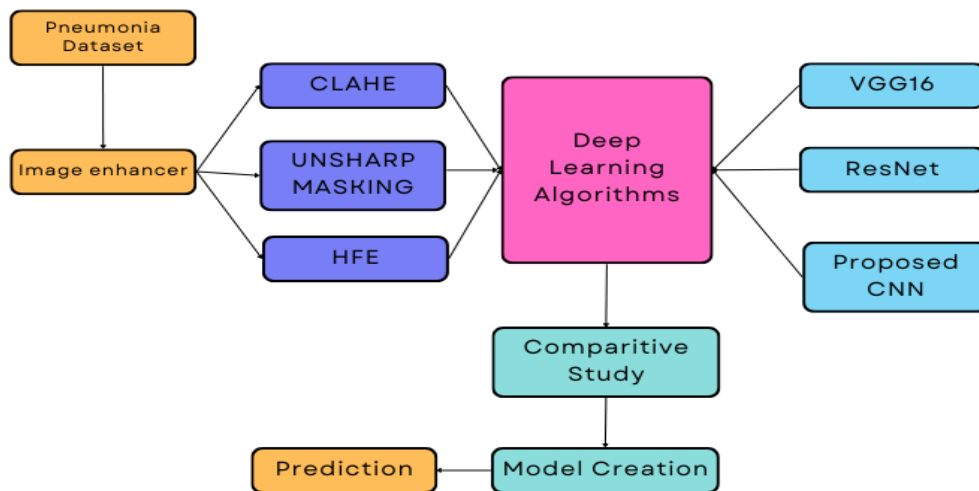 Pneumonia
Dataset
Image enhancer
CLAHE
UNSHARP
MASKING
HFE
Deep
Learning
Algorithms
VGG16
ResNet
Proposed
CNN
Comparitive
Study
Model Creation
Prediction